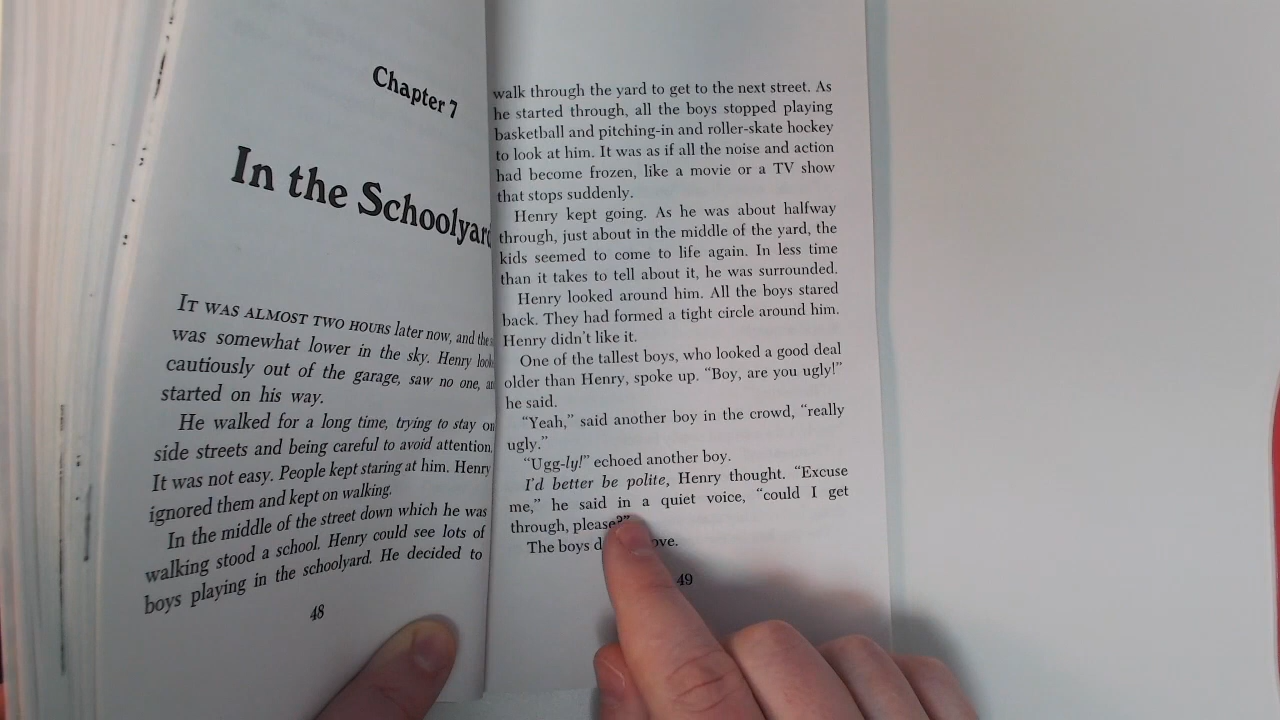 Chapter 7
In the Schoolyard
IT WAS ALMOST TWO HOURS later now, and the
was somewhat lower in the sky. Henry
cautiously out of the garage, saw no one,
started on his way.
He walked for a long time, trying to stay on
side streets and being careful to avoid attention.
It was not easy. People kept staring at him. Henry
ignored them and kept on walking.
In the middle of the street down which he was
walking stood a school. Henry could see lots of
boys playing in the schoolyard. He decided to
48
walk through the yard to get to the next street. As
he started through, all the boys stopped playing
basketball and pitching-in and roller-skate hockey
to look at him. It was as if all the noise and action
had become frozen, like a movie or a TV show
that stops suddenly.
Henry kept going. As he was about halfway
through, just about in the middle of the yard, the
kids seemed to come to life again. In less time
than it takes to tell about it, he was surrounded.
Henry looked around him. All the boys stared
back. They had formed a tight circle around him.
Henry didn't like it.
One of the tallest boys, who looked a good deal
older than Henry, spoke up. “Boy, are you ugly!”
he said.
“Yeah,” said another boy in the crowd, “really
ugly.”
“Ugg-ly!” echoed another boy.
I'd better be polite, Henry thought. “Excuse
me,” he said in a quiet voice, “could I get
through, please?”
The boys
49